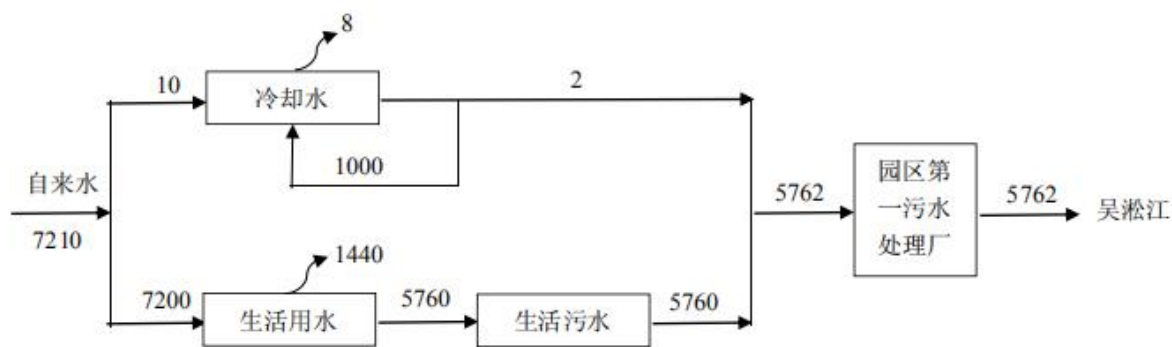 8
10
冷却水
2
1000
自来水
7210
5762
园区第
一污水
处理厂
5762
吴淞江
1440
7200
生活用水
5760
生活污水
5760